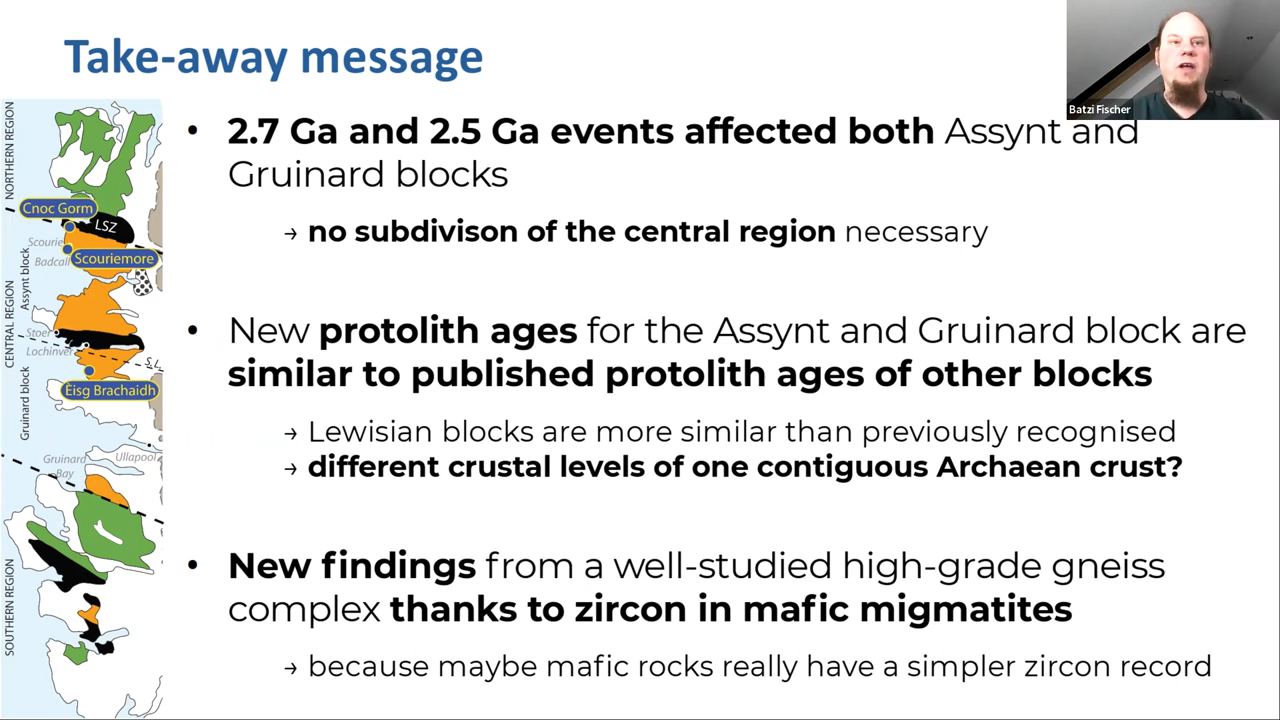 Take-away message
Batzi Fischer
• 2.7 Ga and 2.5 Ga events affected both Assynt and
Gruinard blocks
→ no subdivison of the central region necessary
• New protolith ages for the Assynt and Gruinard block are
similar to published protolith ages of other blocks
→ Lewisian blocks are more similar than previously recognised
→ different crustal levels of one contiguous Archaean crust?
• New findings from a well-studied high-grade gneiss
complex thanks to zircon in mafic migmatites
→ because maybe mafic rocks really have a simpler zircon record
NORTHERN REGION
Cnoc Gorm
LSZ
Scourie
Scouriemore
Badcall
Assynt block
CENTRAL REGION
Stoer
Lochinver
Eisg Brachaidh
Gruinard block
Ullapool
Gruinard
Bay
SOUTHERN REGION